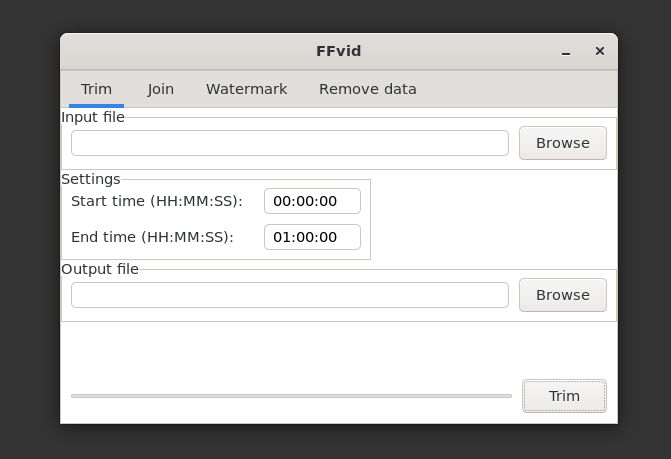 FFvid
Trim Join Watermark Remove data
Input file
Browse
Settings
Start time (HH:MM:SS): 00:00:00
End time (HH:MM:SS): 01:00:00
Output file
Browse
Trim